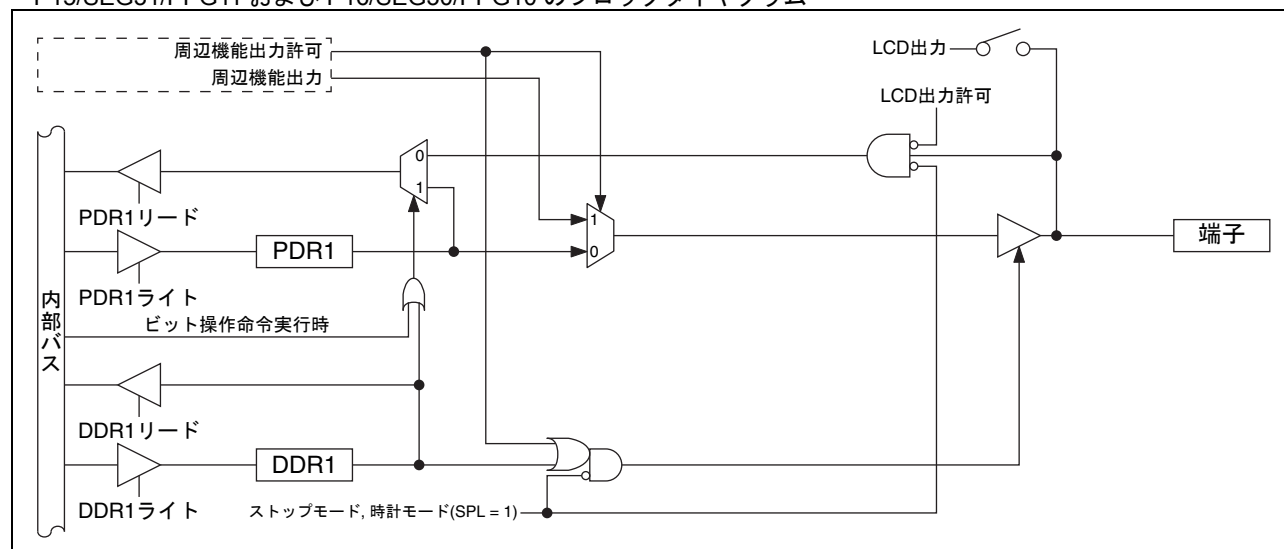 周辺機能出力許可
周辺機能出力
LCD出力
LCD出力許可
0
1
PDR1リード
1
0
PDR1
端子
PDR1ライト
内部バス
ビット操作命令実行時
DDR1リード
DDR1
DDR1ライト
ストップモード, 時計モード(SPL = 1)